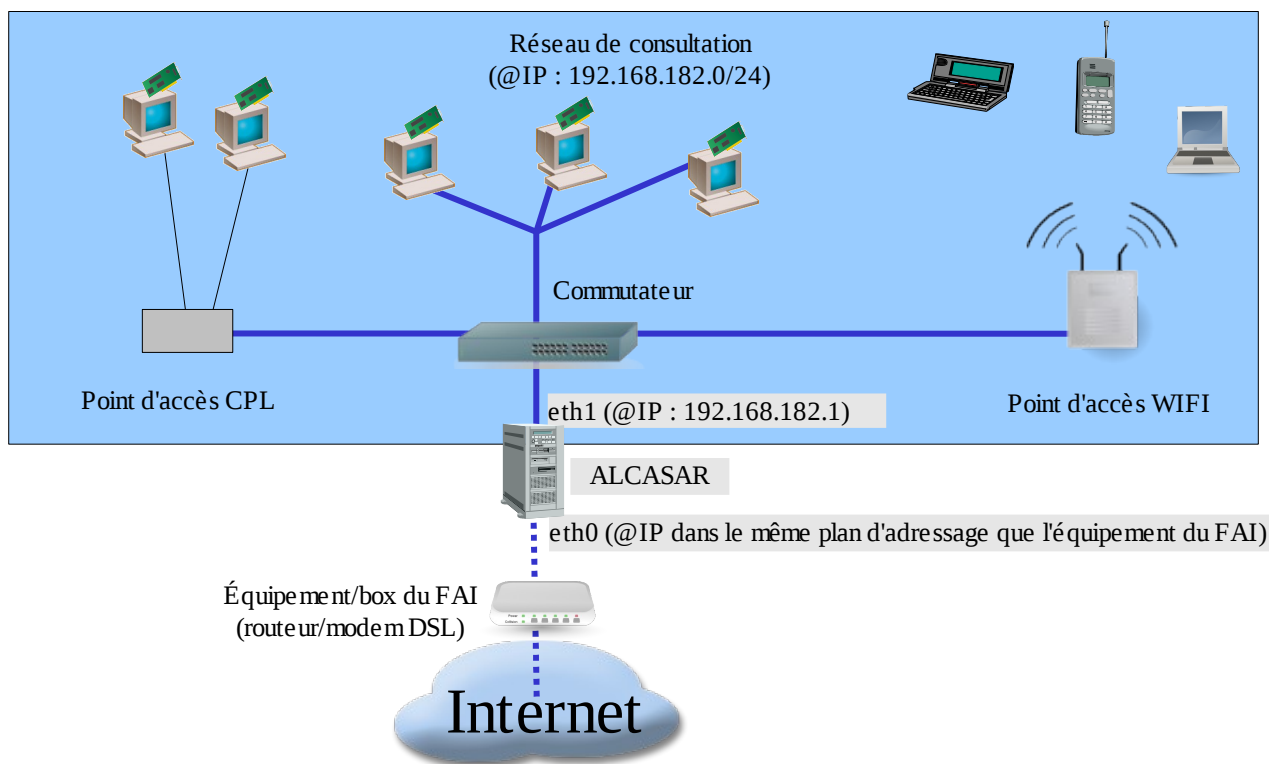 Réseau de consultation
(@IP : 192.168.182.0/24)
Commutateur
Point d'accès CPL
eth1 (@IP : 192.168.182.1)
Point d'accès WIFI
ALCASAR
eth0 (@IP dans le même plan d'adressage que l'équipement du FAI)
Équipement/box du FAI
(routeur/modem DSL)
Internet